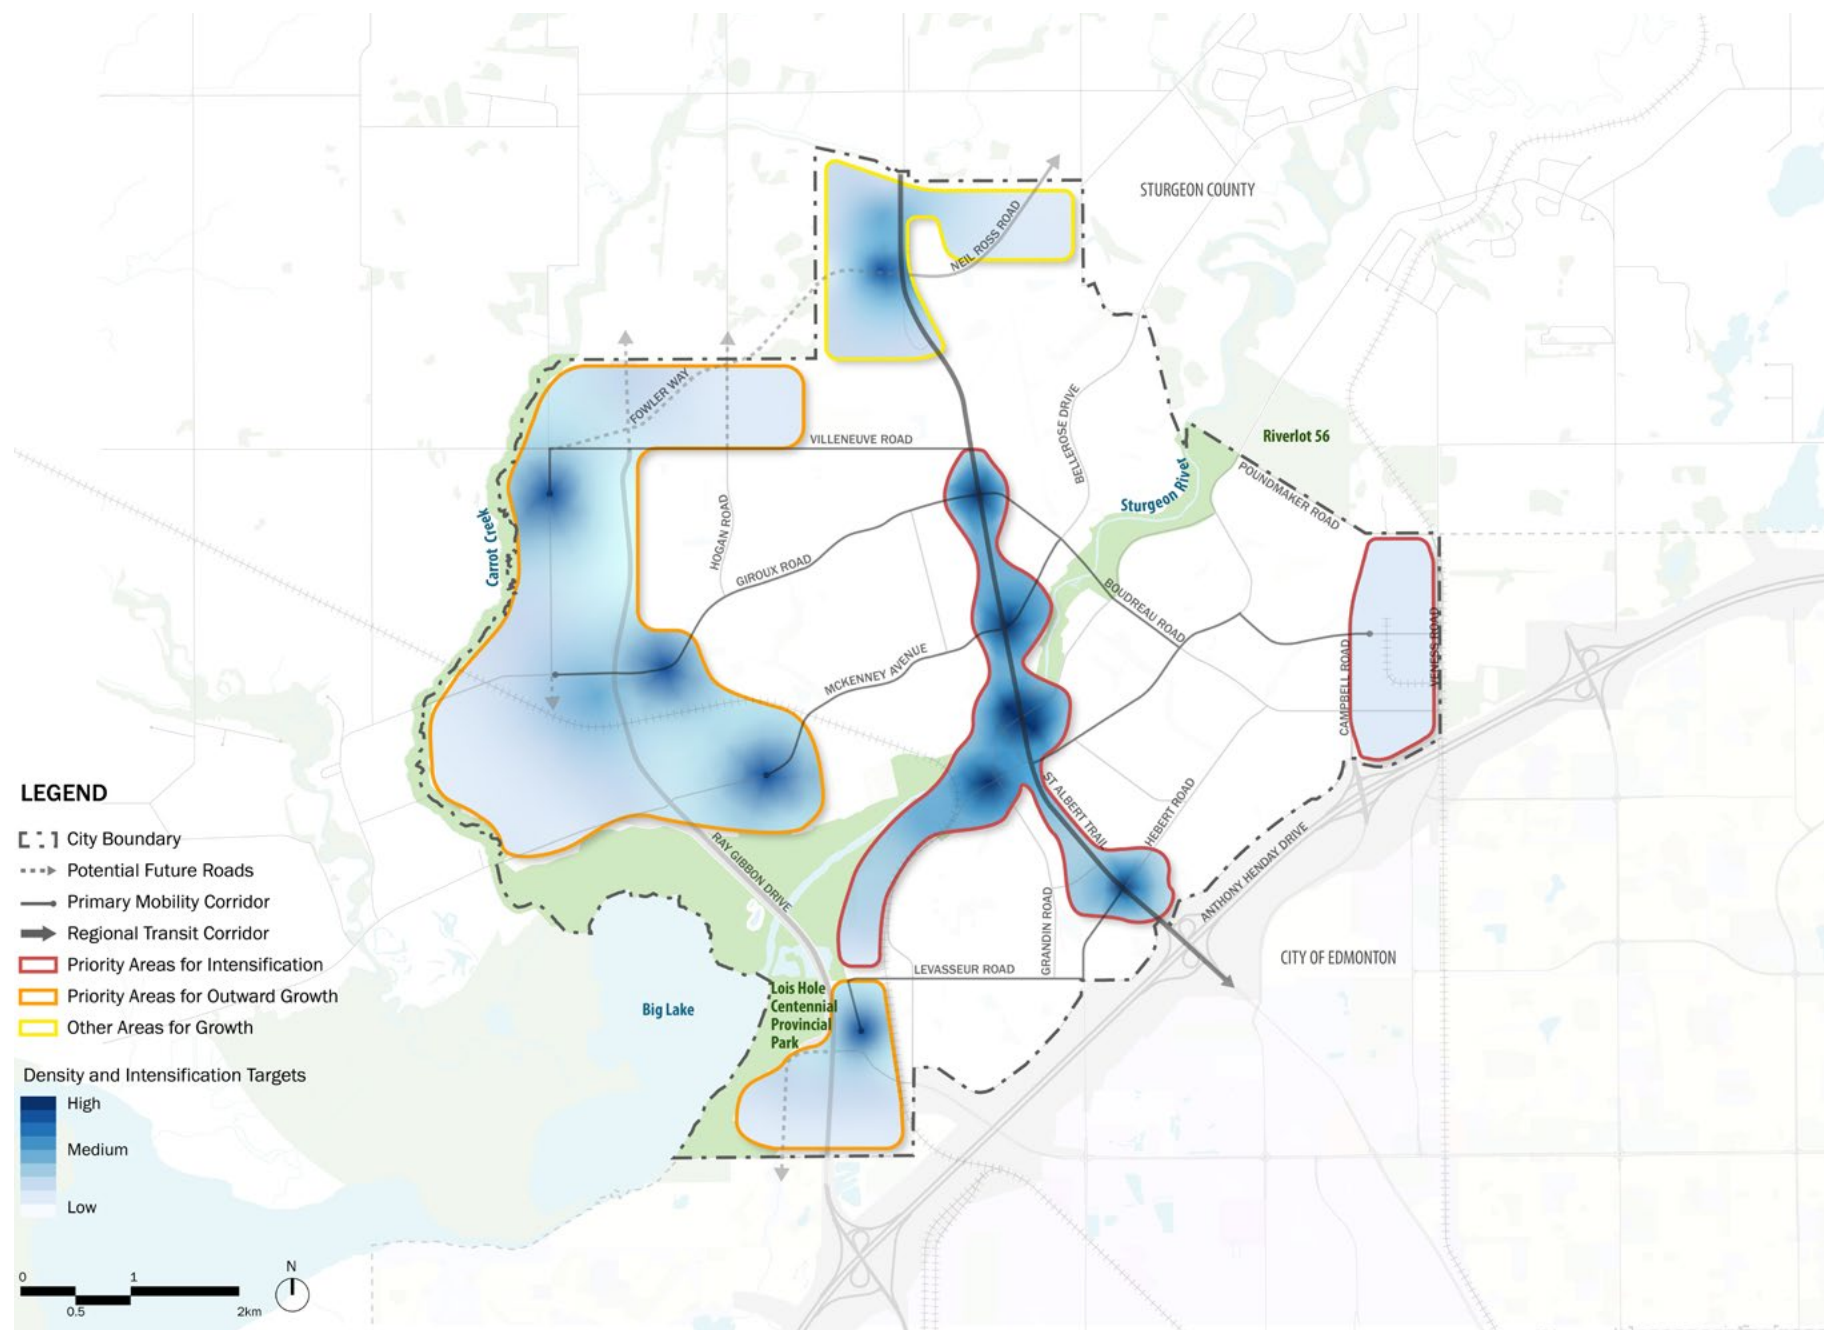 STURGEON COUNTY
NEIL ROSS ROAD
FOWLER WAY
VILLENEUVE ROAD
BELLEROSE DRIVE
Riverlot 56
POUNDMAKER ROAD
Sturgeon River
HOGAN ROAD
Carrot Creek
GIROUX ROAD
BOUDREAU ROAD
MCKENNEY AVENUE
CAMPBELL ROAD
VENESS ROAD
ST ALBERT TRAIL
HEBERT ROAD
RAY GIBBON DRIVE
ANTHONY HENDAY DRIVE
GRANDIN ROAD
LEVASSEUR ROAD
CITY OF EDMONTON
Big Lake
Lois Hole
Centennial
Provincial
Park
LEGEND
City Boundary
Potential Future Roads
Primary Mobility Corridor
Regional Transit Corridor
Priority Areas for Intensification
Priority Areas for Outward Growth
Other Areas for Growth
Density and Intensification Targets
High
Medium
Low
N
0 1
0.5 2km